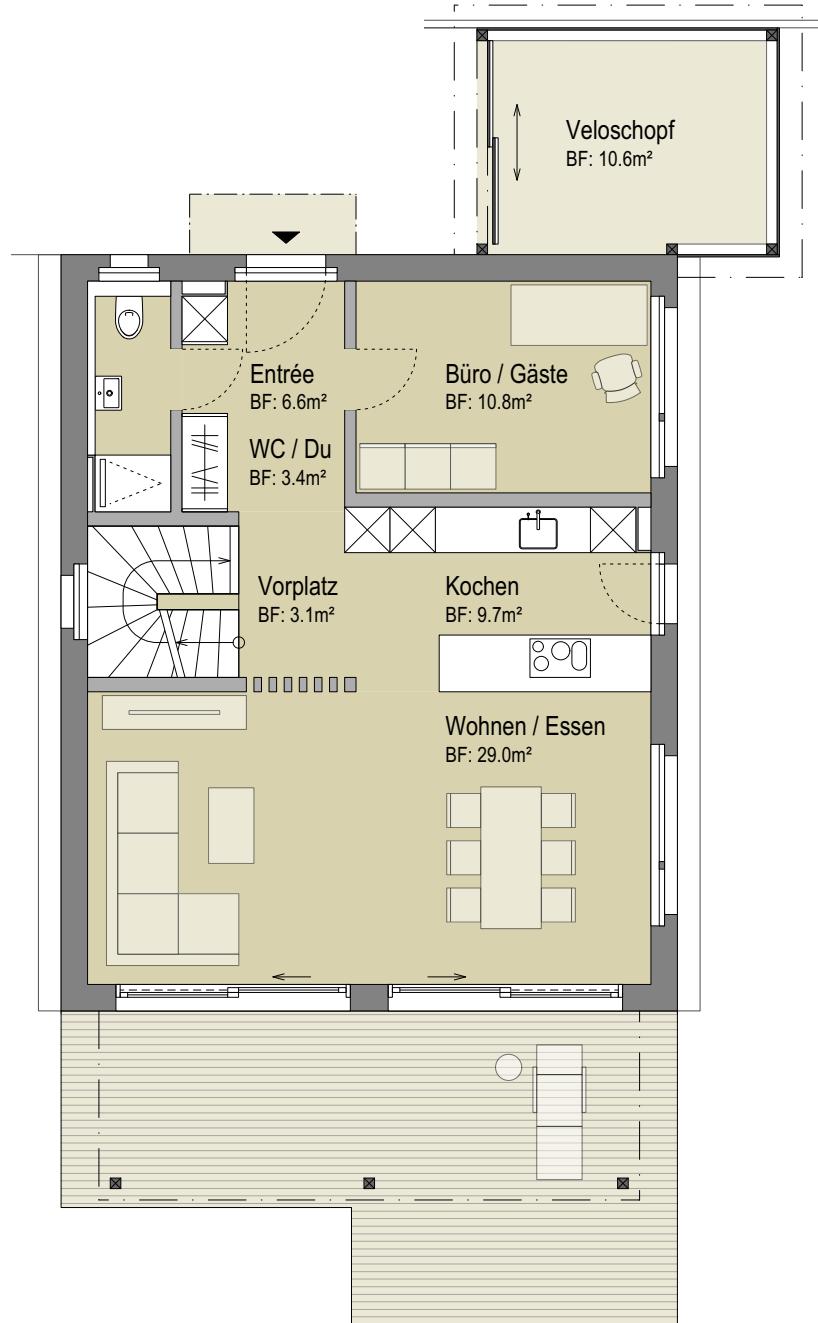 Veloschopf
BF: 10.6m²
Entrée
BF: 6.6m²
Büro / Gäste
BF: 10.8m²
WC / Du
BF: 3.4m²
Vorplatz
BF: 3.1m²
Kochen
BF: 9.7m²
Wohnen / Essen
BF: 29.0m²